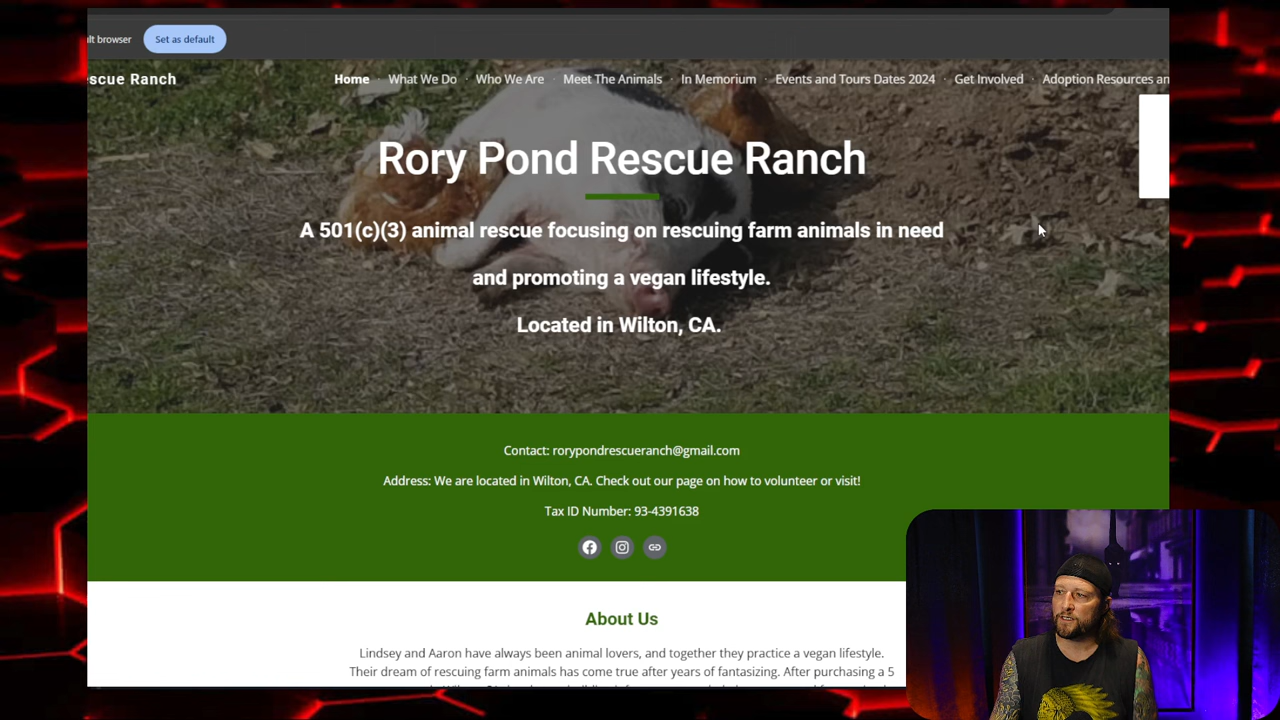 Set as default
Home · What We Do · Who We Are · Meet The Animals · In Memorium · Events and Tours Dates 2024 · Get Involved · Adoption Resources
Ranch
browser
Rory Pond Rescue Ranch
A 501(c)(3) animal rescue focusing on rescuing farm animals in need
and promoting a vegan lifestyle.
Located in Wilton, CA.
Contact: rorypondrescueranch@gmail.com
Address: We are located in Wilton, CA. Check out our page on how to volunteer or visit!
Tax ID Number: 93-4391638
About Us
Lindsey and Aaron have always been animal lovers, and together they practice a vegan lifestyle.
Their dream of rescuing farm animals has come true after years of fantasizing. After purchasing a 5